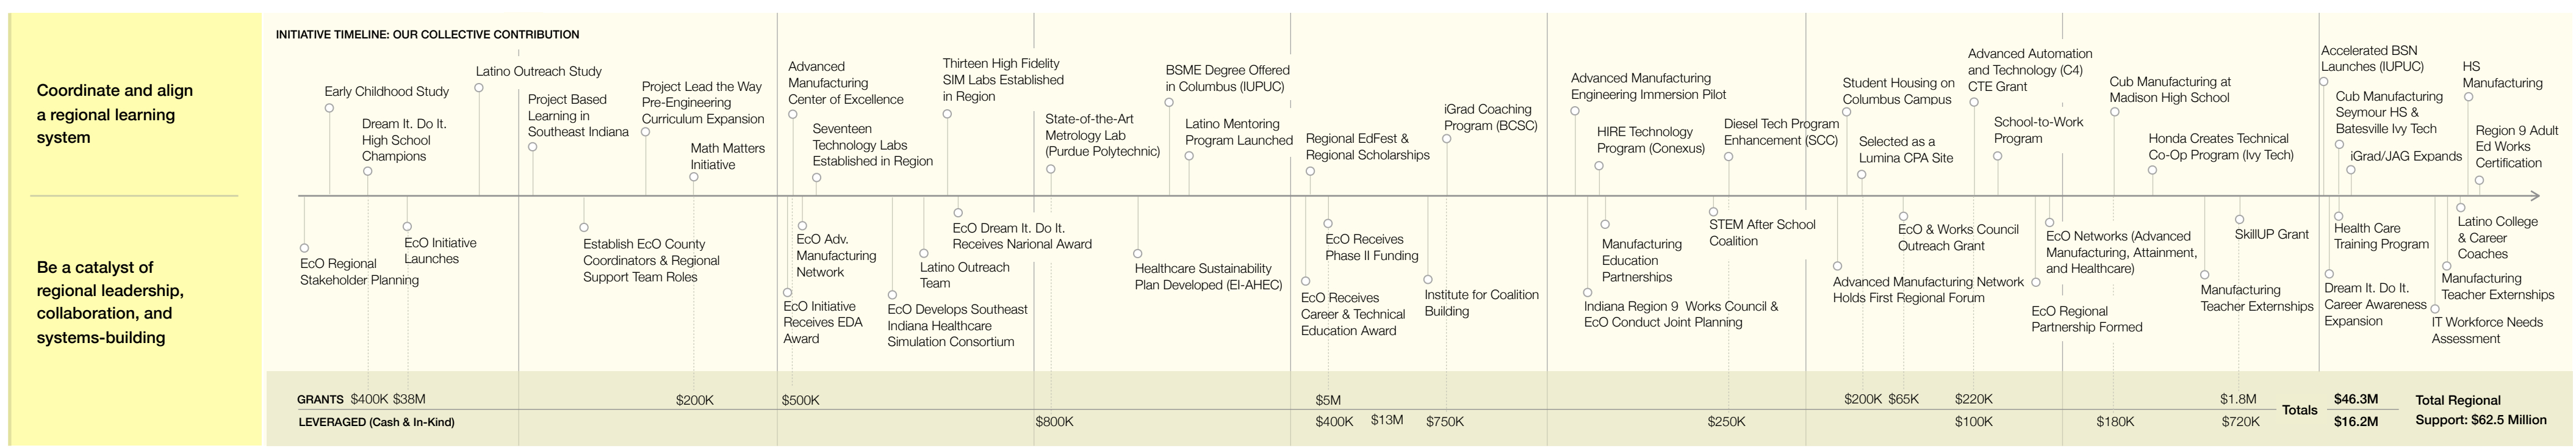 Coordinate and align
a regional learning
system
Be a catalyst of
regional leadership,
collaboration, and
systems-building
INITIATIVE TIMELINE: OUR COLLECTIVE CONTRIBUTION
Early Childhood Study
Dream It. Do It.
High School
Champions
Latino Outreach Study
Project Based
Learning in
Southeast Indiana
Project Lead the Way
Pre-Engineering
Curriculum Expansion
Math Matters
Initiative
Advanced
Manufacturing
Center of Excellence
Seventeen
Technology Labs
Established in Region
Thirteen High Fidelity
SIM Labs Established
in Region
State-of-the-Art
Metrology Lab
(Purdue Polytechnic)
BSME Degree Offered
in Columbus (IUPUC)
Latino Mentoring
Program Launched
Regional EdFest &
Regional Scholarships
iGrad Coaching
Program (BCSC)
Advanced Manufacturing
Engineering Immersion Pilot
HIRE Technology
Program (Conexus)
Diesel Tech Program
Enhancement (SCC)
Student Housing on
Columbus Campus
Selected as a
Lumina CPA Site
Advanced Automation
and Technology (C4)
CTE Grant
School-to-Work
Program
Cub Manufacturing at
Madison High School
Honda Creates Technical
Co-Op Program (Ivy Tech)
Accelerated BSN
Launches (IUPUC)
Cub Manufacturing
Seymour HS &
Batesville Ivy Tech
iGrad/JAG Expands
HS
Manufacturing
Region 9 Adult
Ed Works
Certification
EcO Regional
Stakeholder Planning
EcO Initiative
Launches
Establish EcO County
Coordinators & Regional
Support Team Roles
EcO Adv.
Manufacturing
Network
EcO Initiative
Receives EDA
Award
Latino Outreach
Team
EcO Develops Southeast
Indiana Healthcare
Simulation Consortium
EcO Dream It. Do It.
Receives Narional Award
Healthcare Sustainability
Plan Developed (EI-AHEC)
EcO Receives
Phase II Funding
EcO Receives
Career & Technical
Education Award
Institute for Coalition
Building
Manufacturing
Education
Partnerships
Indiana Region 9 Works Council &
EcO Conduct Joint Planning
STEM After School
Coalition
EcO & Works Council
Outreach Grant
Advanced Manufacturing Network
Holds First Regional Forum
EcO Networks (Advanced
Manufacturing, Attainment,
and Healthcare)
EcO Regional
Partnership Formed
SkillUP Grant
Manufacturing
Teacher Externships
Health Care
Training Program
Dream It. Do It.
Career Awareness
Expansion
Latino College
& Career
Coaches
Manufacturing
Teacher Externships
IT Workforce Needs
Assessment
GRANTS $400K $38M $200K $500K $5M $200K $65K $220K $1.8M
LEVERAGED (Cash & In-Kind) $800K $400K $13M $750K $250K $100K $180K $720K
Totals
$46.3M
$16.2M
Total Regional
Support: $62.5 Million